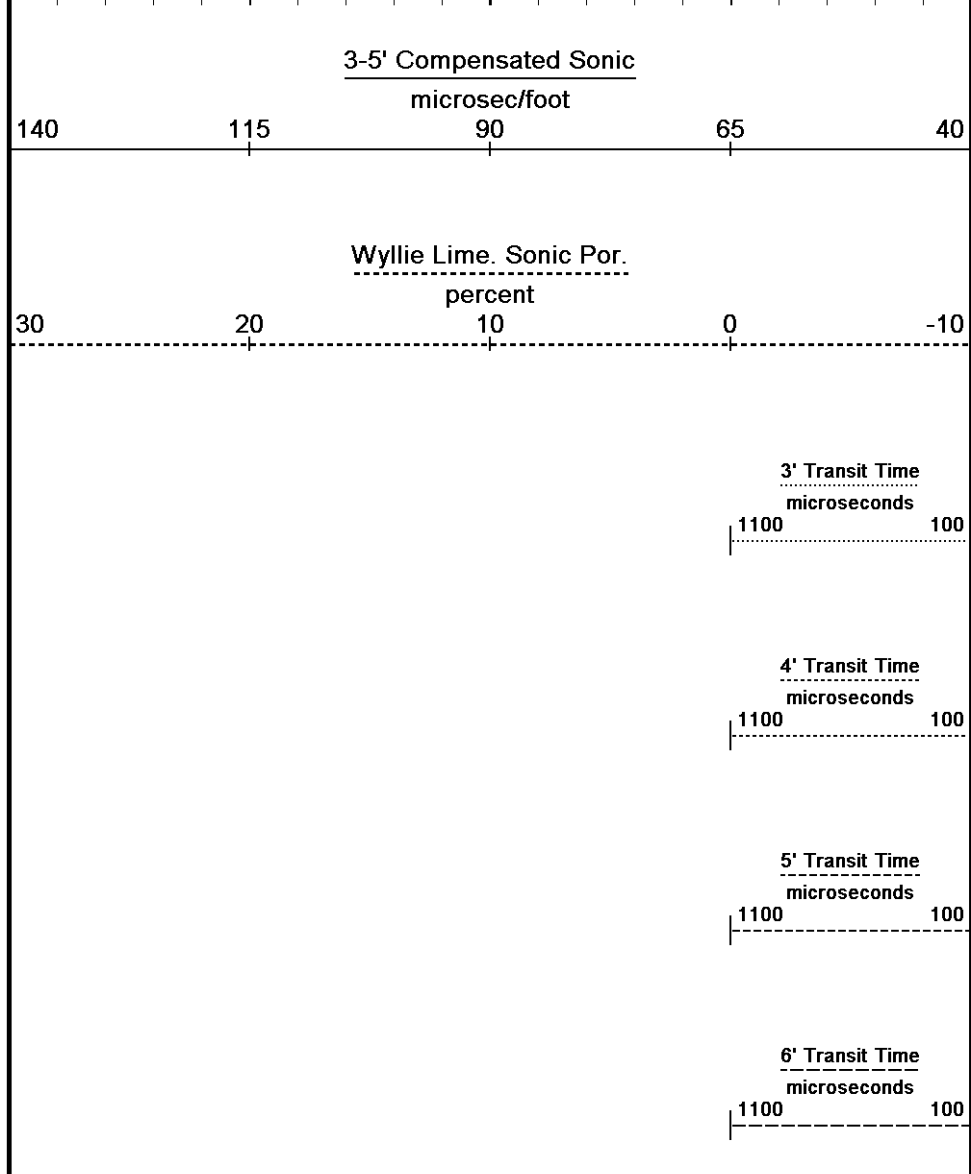 3-5' Compensated Sonic
microsec/foot
140 115 90 65 40
Wyllie Lime. Sonic Por.
percent
30 20 10 0 -10
3' Transit Time
microseconds
1100 100
4' Transit Time
microseconds
1100 100
5' Transit Time
microseconds
1100 100
6' Transit Time
microseconds
1100 100